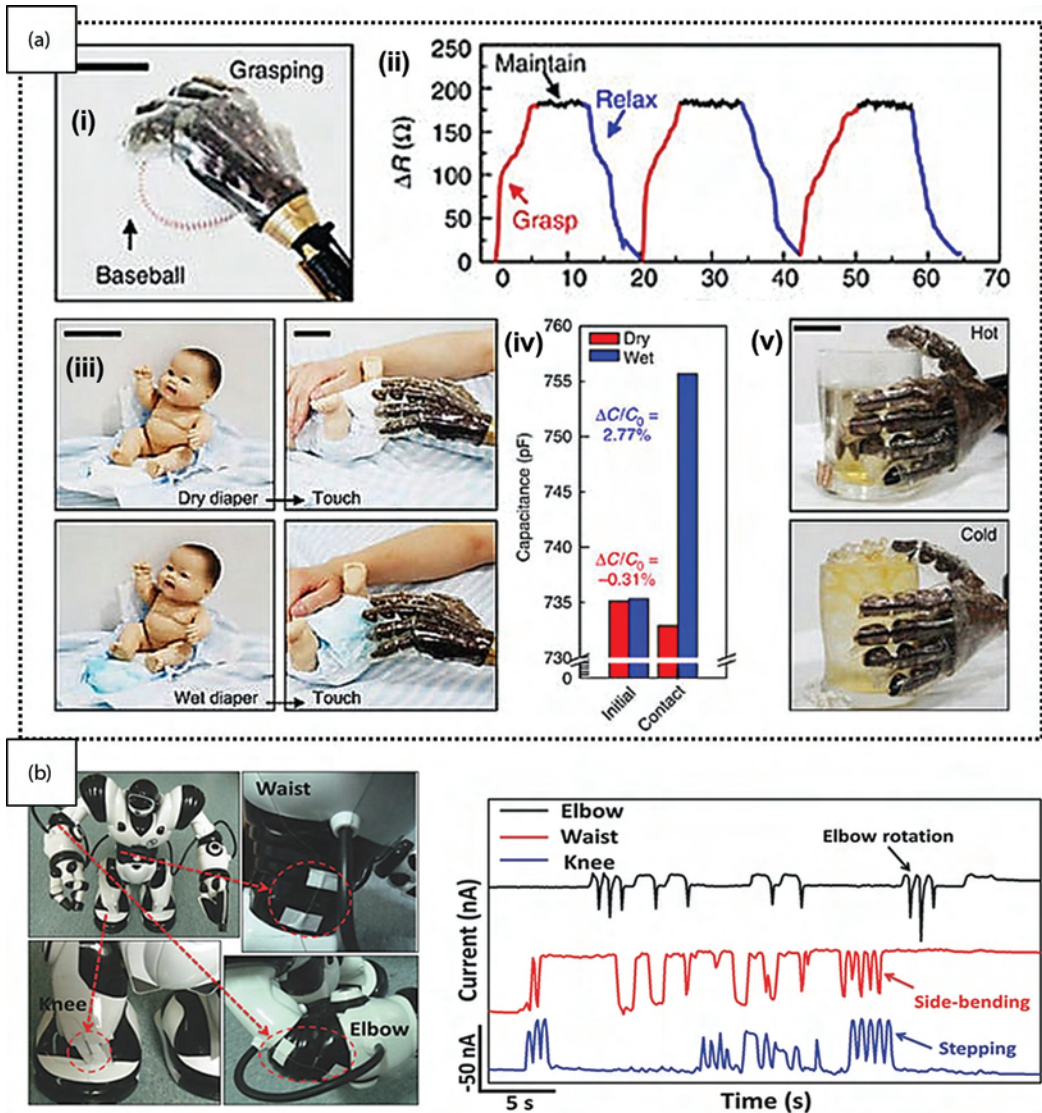 (a)
Grasping
(i)
Baseball
(ii)
250
200
150
100
50
0
ΔR (Ω)
Maintain
Relax
Grasp
0 10 20 30 40 50 60 70
(iii)
Dry diaper
Touch
Wet diaper
Touch
(iv)
760
755
750
745
740
735
730
0
Capacitance (pF)
Dry
Wet
ΔC/C₀ =
2.77%
ΔC/C₀ =
–0.31%
Initial
Contact
(v)
Hot
Cold
(b)
Waist
Knee
Elbow
Elbow
Waist
Knee
Elbow rotation
Side-bending
Stepping
Current (nA)
-50 nA
5 s
Time (s)